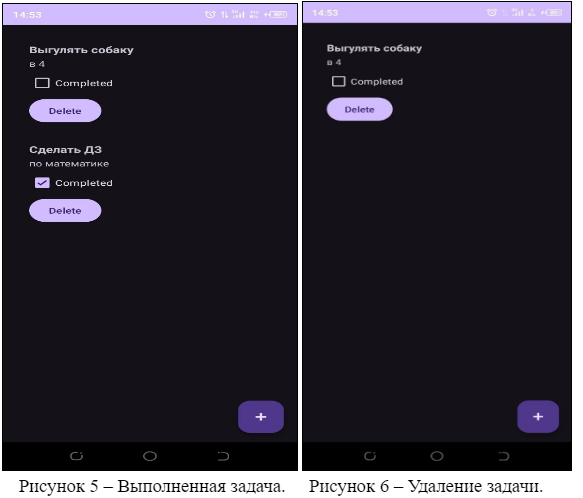 14:53
Выгулять собаку
в 4
Completed
Delete
Сделать ДЗ
по математике
Completed
Delete
+
14:53
Выгулять собаку
в 4
Completed
Delete
+
Рисунок 5 – Выполненная задача.
Рисунок 6 – Удаление задачи.